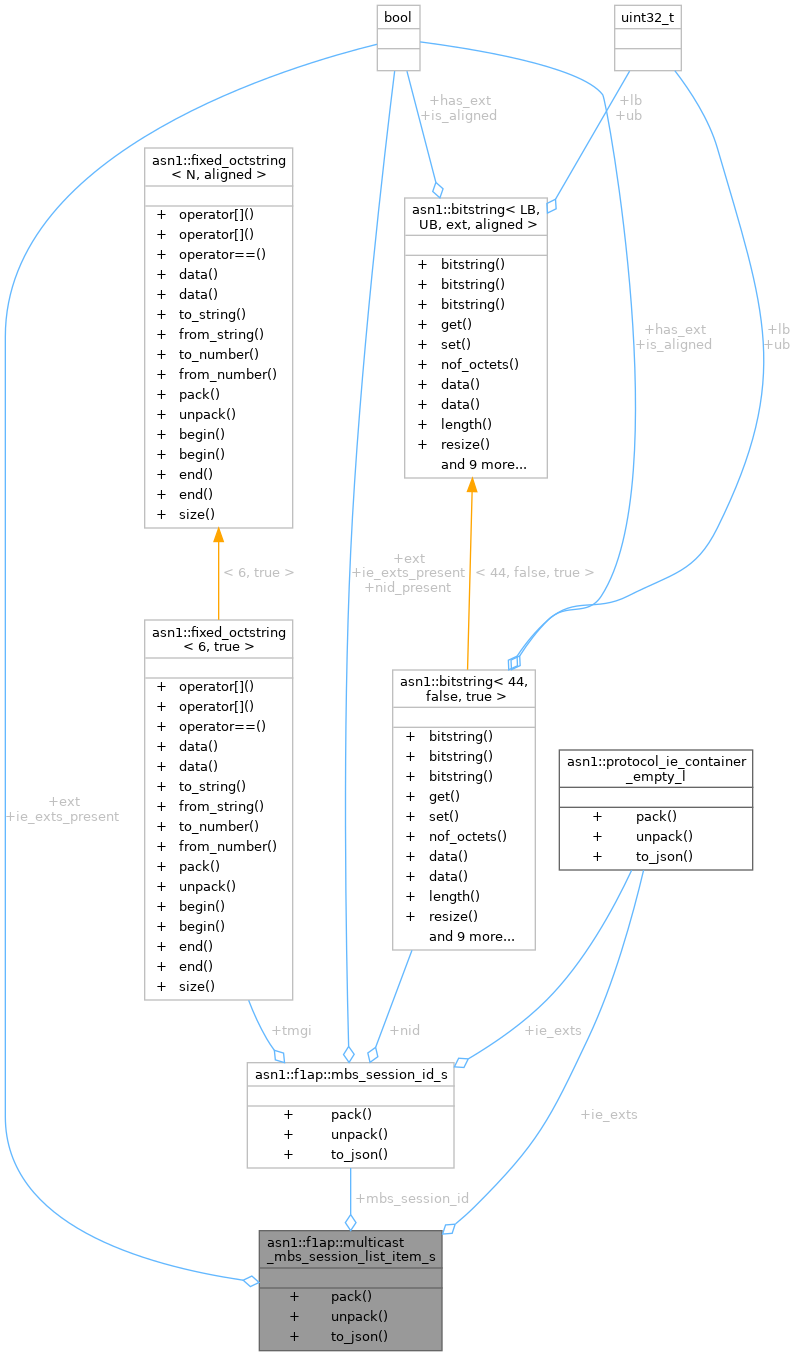 bool
uint32_t
+has_ext
+is_aligned
+lb
+ub
asn1::fixed_octstring
< N, aligned >
+ operator[]()
+ operator[]()
+ operator==()
+ data()
+ data()
+ to_string()
+ from_string()
+ to_number()
+ from_number()
+ pack()
+ unpack()
+ begin()
+ begin()
+ end()
+ end()
+ size()
asn1::bitstring< LB,
UB, ext, aligned >
+ bitstring()
+ bitstring()
+ bitstring()
+ get()
+ set()
+ nof_octets()
+ data()
+ data()
+ length()
+ resize()
and 9 more...
+has_ext
+is_aligned
+lb
+ub
< 6, true >
+ext
+ie_exts_present
+nid_present
< 44, false, true >
asn1::fixed_octstring
< 6, true >
+ operator[]()
+ operator[]()
+ operator==()
+ data()
+ data()
+ to_string()
+ from_string()
+ to_number()
+ from_number()
+ pack()
+ unpack()
+ begin()
+ begin()
+ end()
+ end()
+ size()
asn1::bitstring< 44,
false, true >
+ bitstring()
+ bitstring()
+ bitstring()
+ get()
+ set()
+ nof_octets()
+ data()
+ data()
+ length()
+ resize()
and 9 more...
asn1::protocol_ie_container
_empty_l
+ pack()
+ unpack()
+ to_json()
+ext
+ie_exts_present
+tmgi
+nid
+ie_exts
asn1::f1ap::mbs_session_id_s
+ pack()
+ unpack()
+ to_json()
+ie_exts
+mbs_session_id
asn1::f1ap::multicast
_mbs_session_list_item_s
+ pack()
+ unpack()
+ to_json()